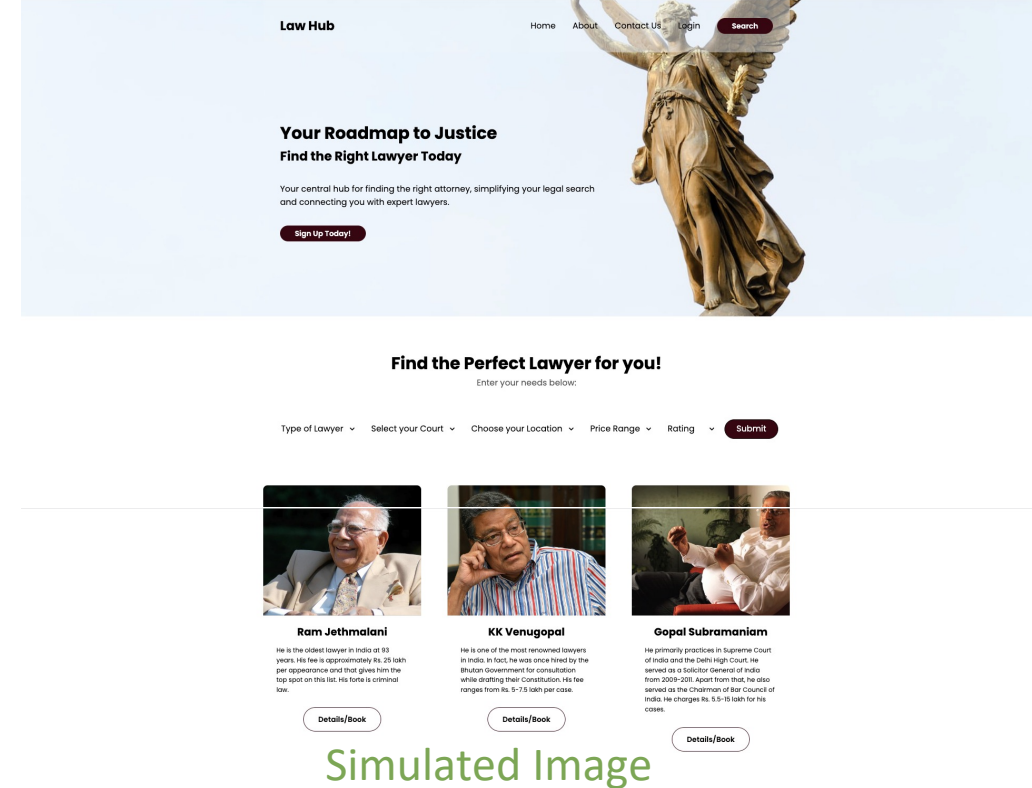 Law Hub
Home About Contact Us Login Search
Your Roadmap to Justice
Find the Right Lawyer Today
Your central hub for finding the right attorney, simplifying your legal search
and connecting you with expert lawyers.
Sign Up Today!
Find the Perfect Lawyer for you!
Enter your needs below:
Type of Lawyer Select your Court Choose your Location Price Range Rating Submit
Ram Jethmalani
He is the oldest lawyer in India at 93
years. His fee is approximately Rs. 25 lakh
per appearance and that gives him the
top spot on this list. His forte is criminal
law.
Details/Book
KK Venugopal
He is one of the most renowned lawyers
in India. In fact, he was once hired by the
Bhutan Government for consultation
while drafting their Constitution. His fee
ranges from Rs. 5-7.5 lakh per case.
Details/Book
Gopal Subramaniam
He primarily practices in Supreme Court
of India and the Delhi High Court. He
served as a Solicitor General of India
from 2009-2011. Apart from that, he also
served as the Chairman of Bar Council of
India. He charges Rs. 5.5-15 lakh for his
cases.
Details/Book
Simulated Image